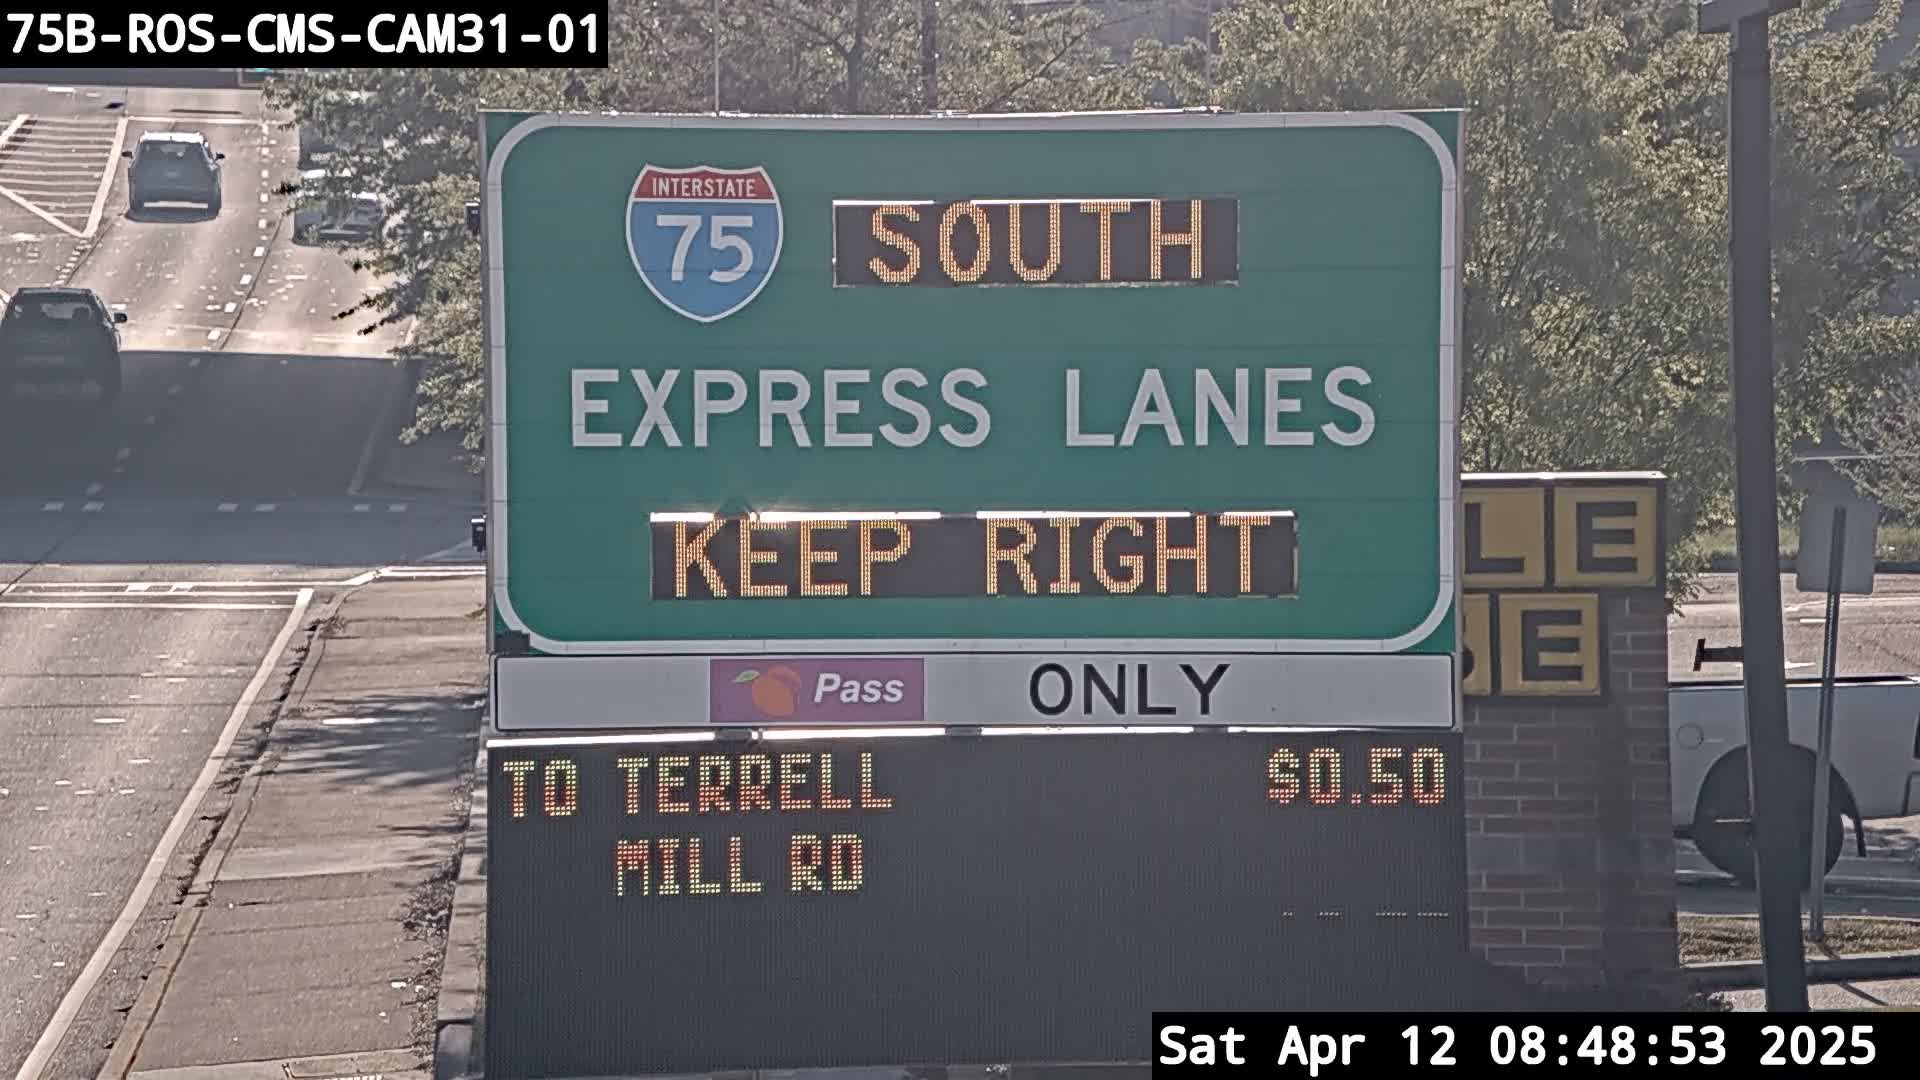 75B-ROS-CMS-CAM31-01
INTERSTATE
75
SOUTH
EXPRESS LANES
KEEP RIGHT
LE
E
Pass ONLY
TO TERRELL $0.50
MILL RD
Sat Apr 12 08:48:53 2025